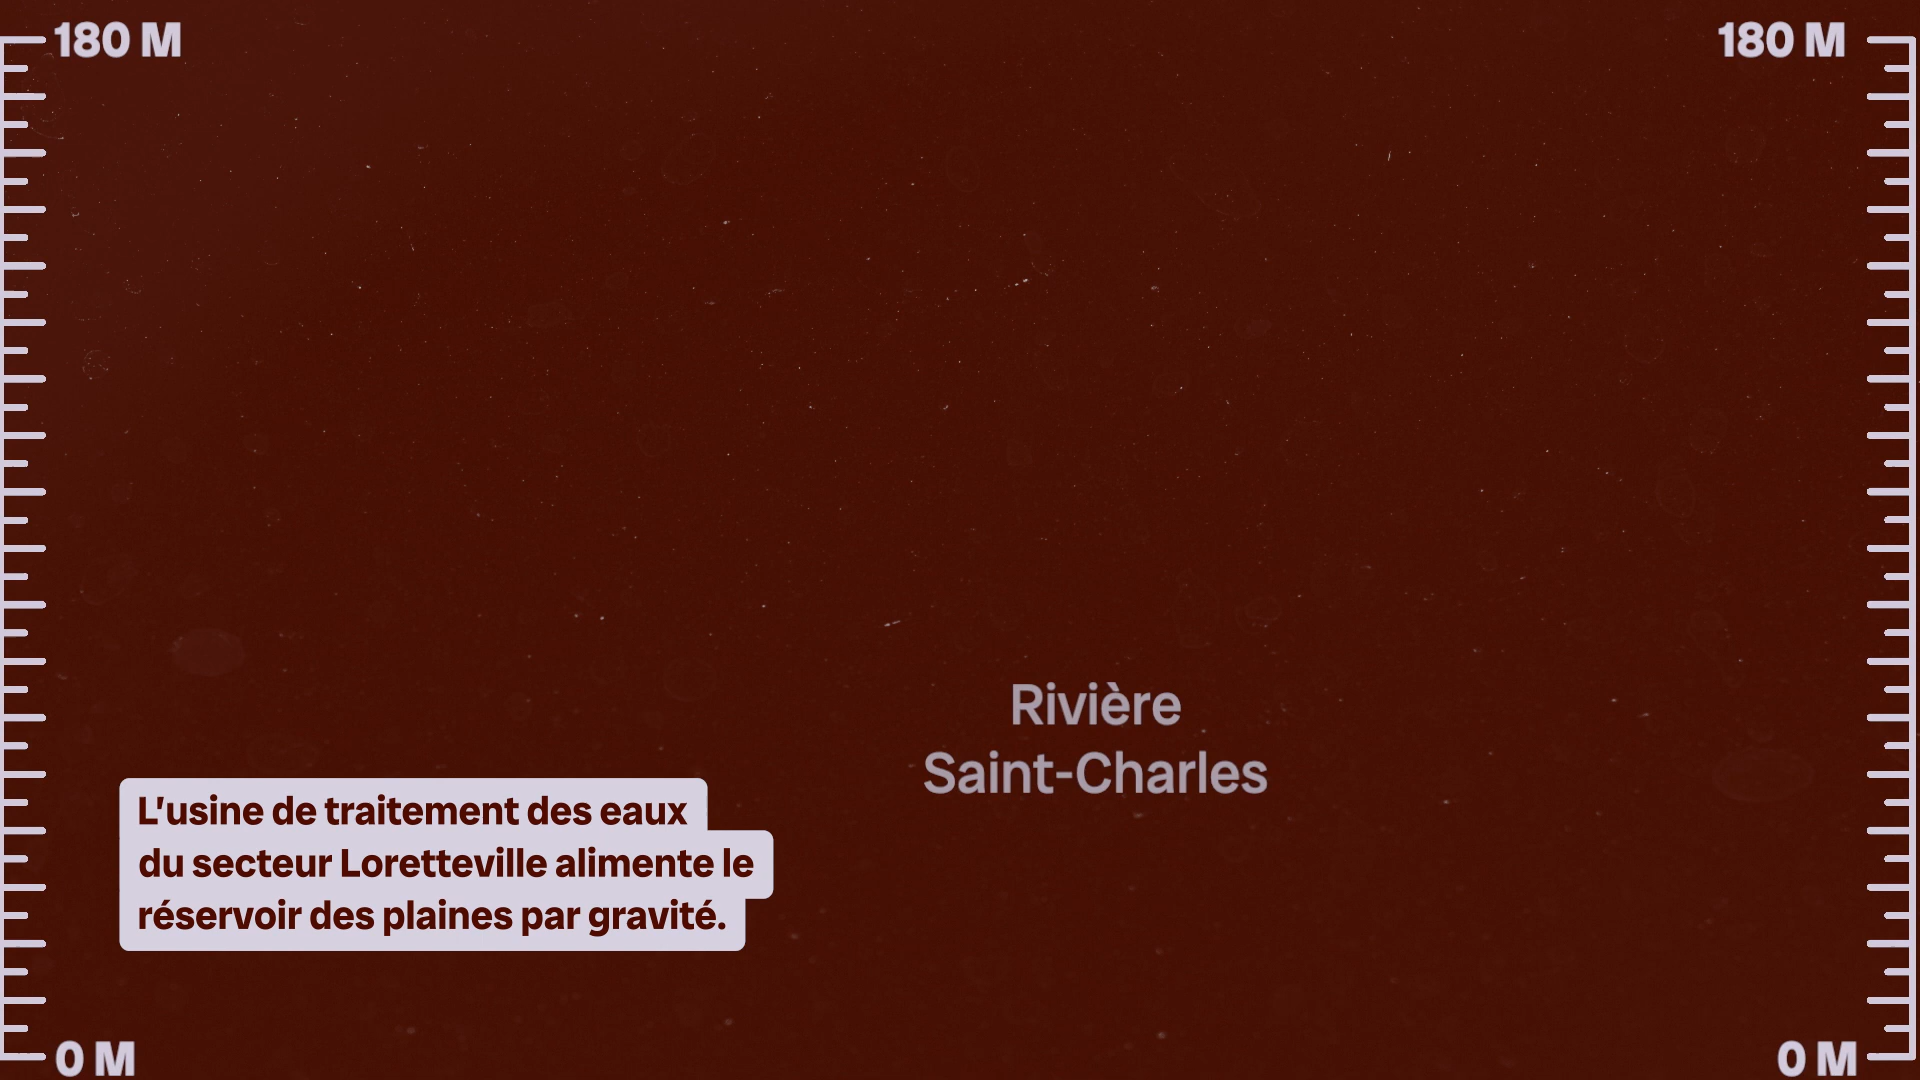 180 M
180 M
Rivière
Saint-Charles
L'usine de traitement des eaux
du secteur Loretteville alimente le
réservoir des plaines par gravité.
0 M
0 M